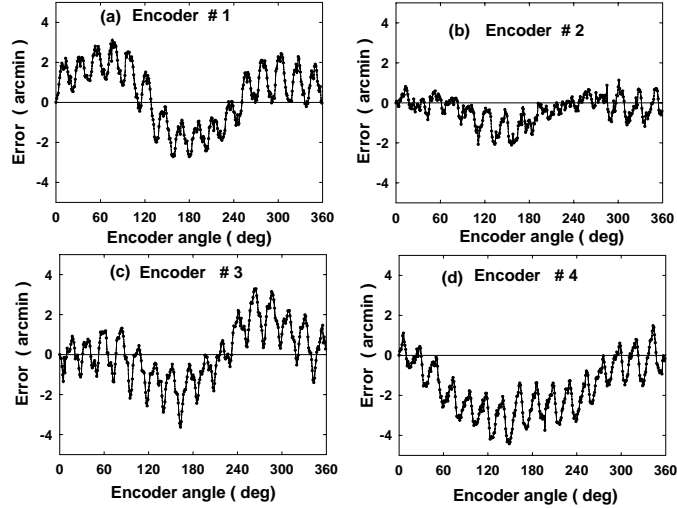 (a) Encoder # 1
Error ( arcmin )
4
2
0
-2
-4
0 60 120 180 240 300 360
Encoder angle ( deg)
(b) Encoder # 2
Error ( arcmin )
4
2
0
-2
-4
0 60 120 180 240 300 360
Encoder angle ( deg)
(c) Encoder # 3
Error ( arcmin )
4
2
0
-2
-4
0 60 120 180 240 300 360
Encoder angle ( deg)
(d) Encoder # 4
Error ( arcmin )
4
2
0
-2
-4
0 60 120 180 240 300 360
Encoder angle ( deg)